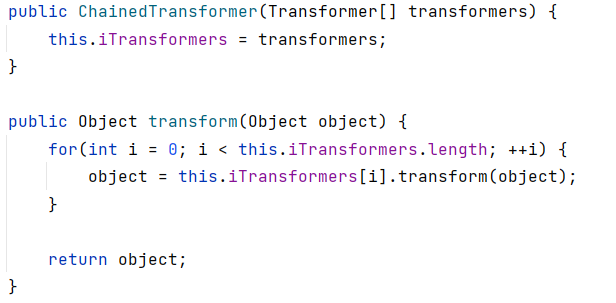 public ChainedTransformer(Transformer[] transformers) {
    this.iTransformers = transformers;
}
public Object transform(Object object) {
    for(int i = 0; i < this.iTransformers.length; ++i) {
        object = this.iTransformers[i].transform(object);
    }
    return object;
}